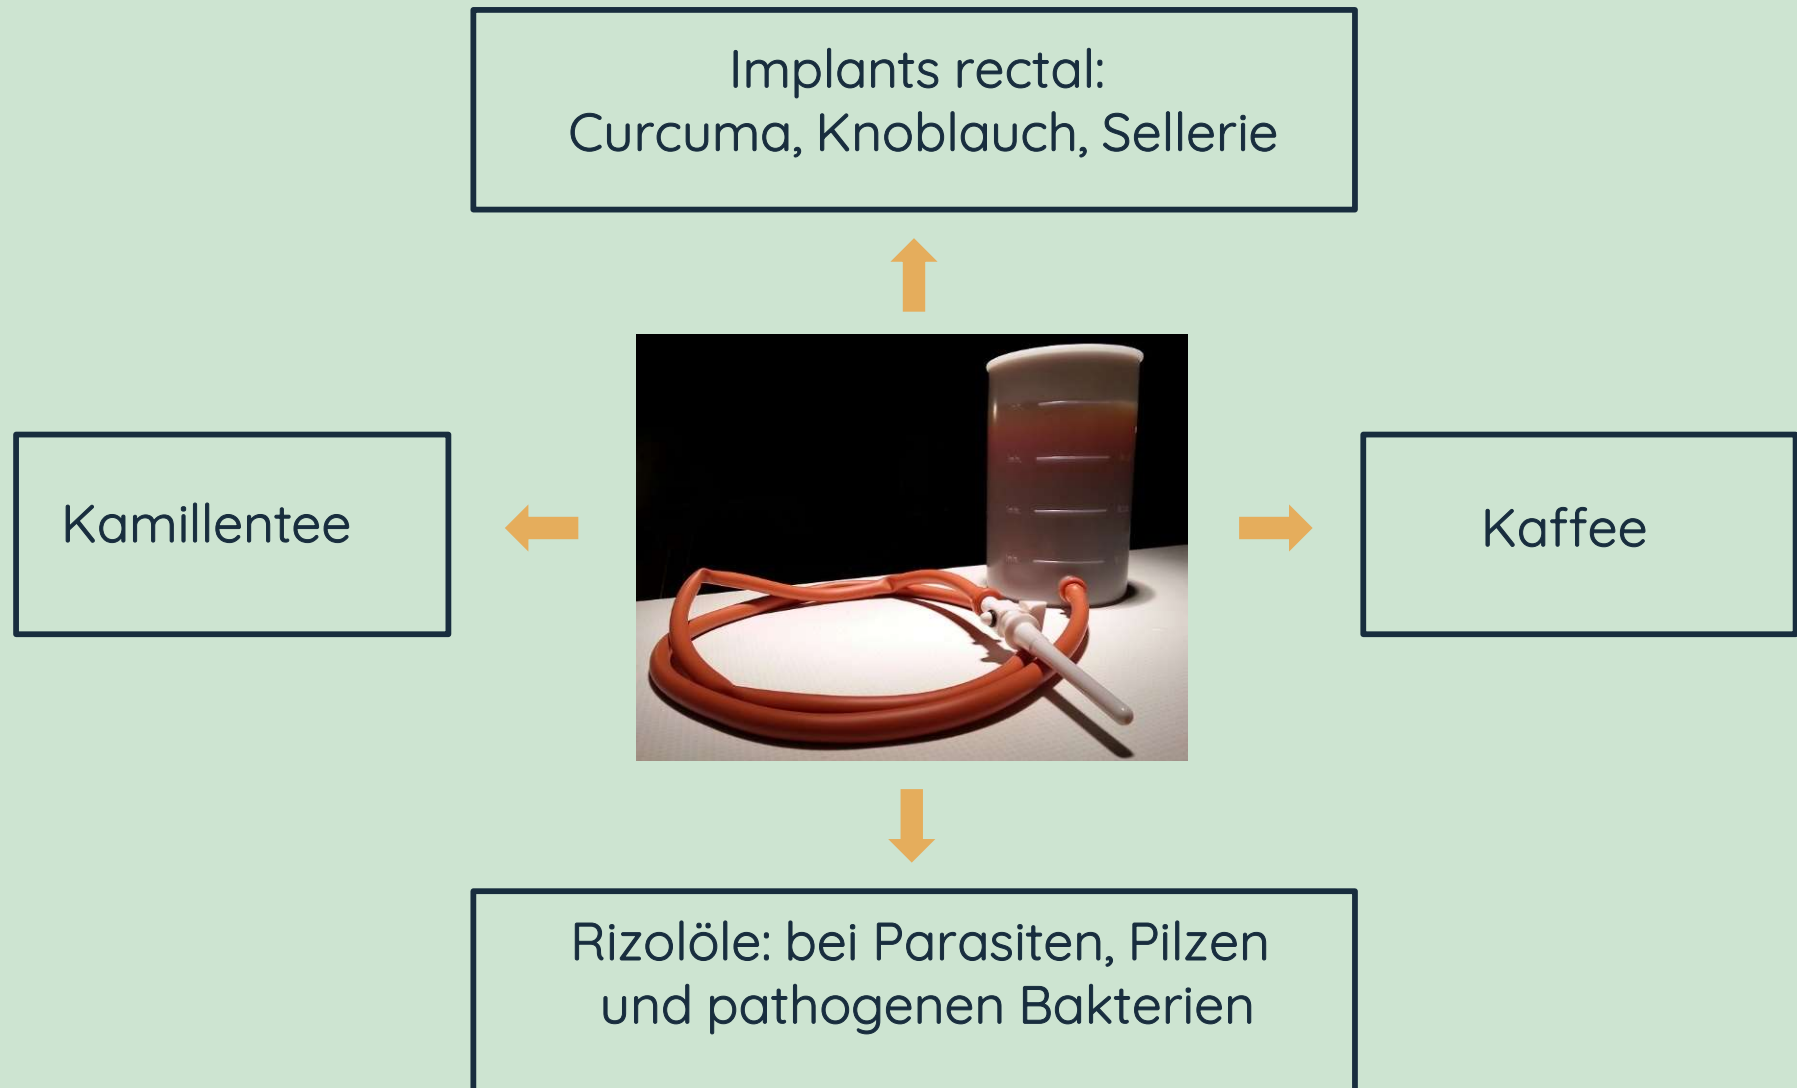 Implants rectal:
Curcuma, Knoblauch, Sellerie
Kamillentee
Kaffee
Rizolöle: bei Parasiten, Pilzen
und pathogenen Bakterien